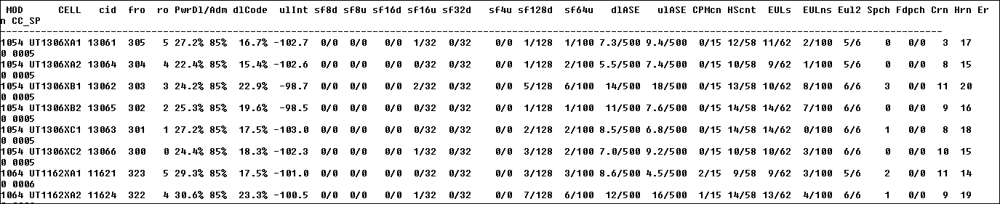 MOD CELL cid fro ro PwrDl/Adm dlCode ulInt sf8d sf8u sf16d sf16u sf32d sf4u sf128d sf64u dlASE ulASE CPMcn HScnt EULs EULns Eul2 Spch Fdpch Crn Hrn Er
n CC_SP
1054 UT1306XA1 13061 305 5 27.2% 85% 16.7% -102.7 0/0 0/0 0/0 1/32 0/32 0/0 1/128 1/100 7.3/500 9.4/500 0/15 12/58 11/62 2/100 5/6 0 0/0 3 17
0 0005
1054 UT1306XA2 13064 304 4 22.4% 85% 15.4% -102.6 0/0 0/0 0/0 0/32 0/32 0/0 1/128 2/100 5.5/500 7.4/500 0/15 10/58 9/62 1/100 5/6 0 0/0 8 15
0 0005
1054 UT1306XB1 13062 303 3 24.2% 85% 22.9% -98.7 0/0 0/0 0/0 2/32 0/32 0/0 5/128 6/100 14/500 18/500 0/15 13/58 10/62 8/100 6/6 3 0/0 11 20
0 0005
1054 UT1306XB2 13065 302 2 25.3% 85% 19.6% -98.5 0/0 0/0 0/0 0/32 0/32 0/0 1/128 1/100 11/500 7.6/500 0/15 14/58 14/62 7/100 6/6 0 0/0 9 16
0 0005
1054 UT1306XC1 13063 301 1 27.2% 85% 17.5% -103.0 0/0 0/0 0/0 0/32 0/32 0/0 2/128 2/100 8.5/500 6.8/500 0/15 14/58 14/62 0/100 6/6 1 0/0 8 18
0 0005
1054 UT1306XC2 13066 300 0 24.4% 85% 18.3% -102.3 0/0 0/0 0/0 1/32 0/32 0/0 3/128 2/100 7.0/500 9.2/500 0/15 10/58 10/62 3/100 6/6 0 0/0 10 15
0 0005
1064 UT1162XA1 11621 323 5 29.3% 85% 17.5% -101.0 0/0 0/0 0/0 0/32 0/32 0/0 3/128 3/100 8.6/500 4.5/500 2/15 9/58 9/62 3/100 5/6 2 0/0 11 14
0 0006
1064 UT1162XA2 11624 322 4 30.6% 85% 23.3% -100.5 0/0 0/0 0/0 1/32 0/32 0/0 7/128 6/100 12/500 16/500 1/15 14/58 13/62 4/100 6/6 1 0/0 9 19